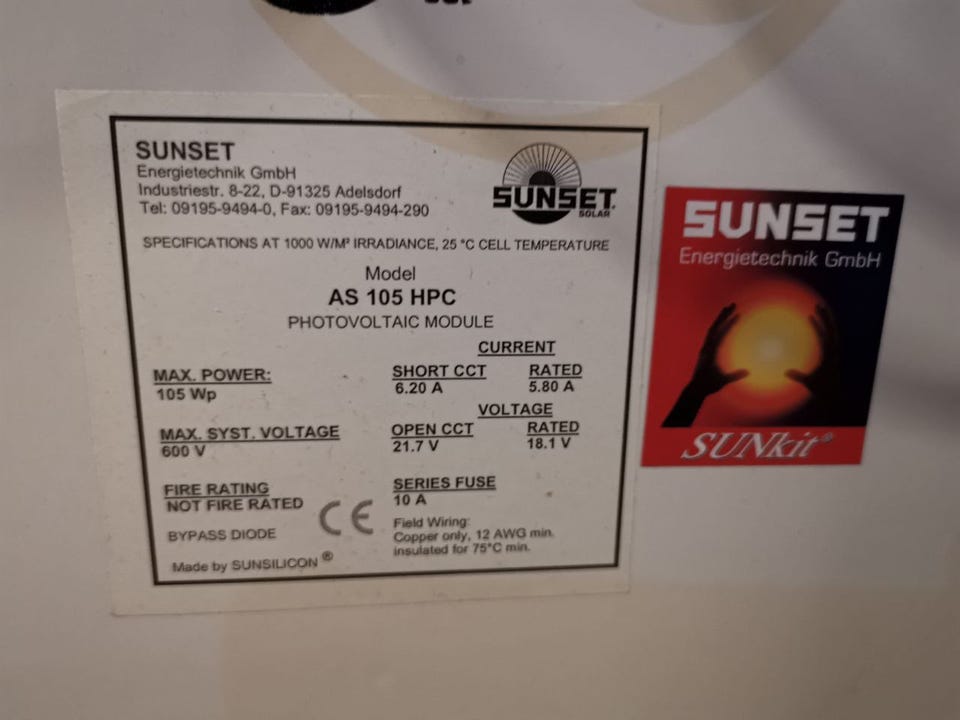 SUNSET
Energietechnik GmbH
Industriestr. 8-22, D-91325 Adelsdorf
Tel: 09195-9494-0, Fax: 09195-9494-290
SUNSET®
SOLAR
SPECIFICATIONS AT 1000 W/M² IRRADIANCE, 25 °C CELL TEMPERATURE
Model
AS 105 HPC
PHOTOVOLTAIC MODULE
CURRENT
MAX. POWER: SHORT CCT RATED
105 Wp 6.20 A 5.80 A
VOLTAGE
MAX. SYST. VOLTAGE OPEN CCT RATED
600 V 21.7 V 18.1 V
FIRE RATING SERIES FUSE
NOT FIRE RATED 10 A
CE
BYPASS DIODE
Field Wiring:
Copper only, 12 AWG min.
insulated for 75°C min.
Made by SUNSILICON®
SUNSET
Energietechnik GmbH
SUNkit®